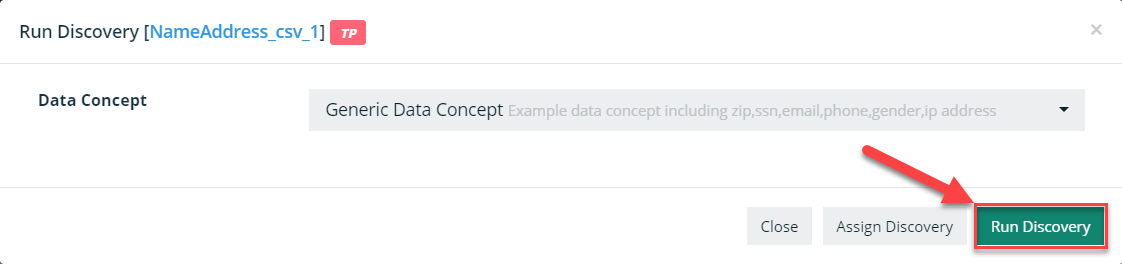 Run Discovery [NameAddress_csv_1] TP ×
Data Concept
Generic Data Concept Example data concept including zip,ssn,email,phone,gender,ip address
Close Assign Discovery Run Discovery